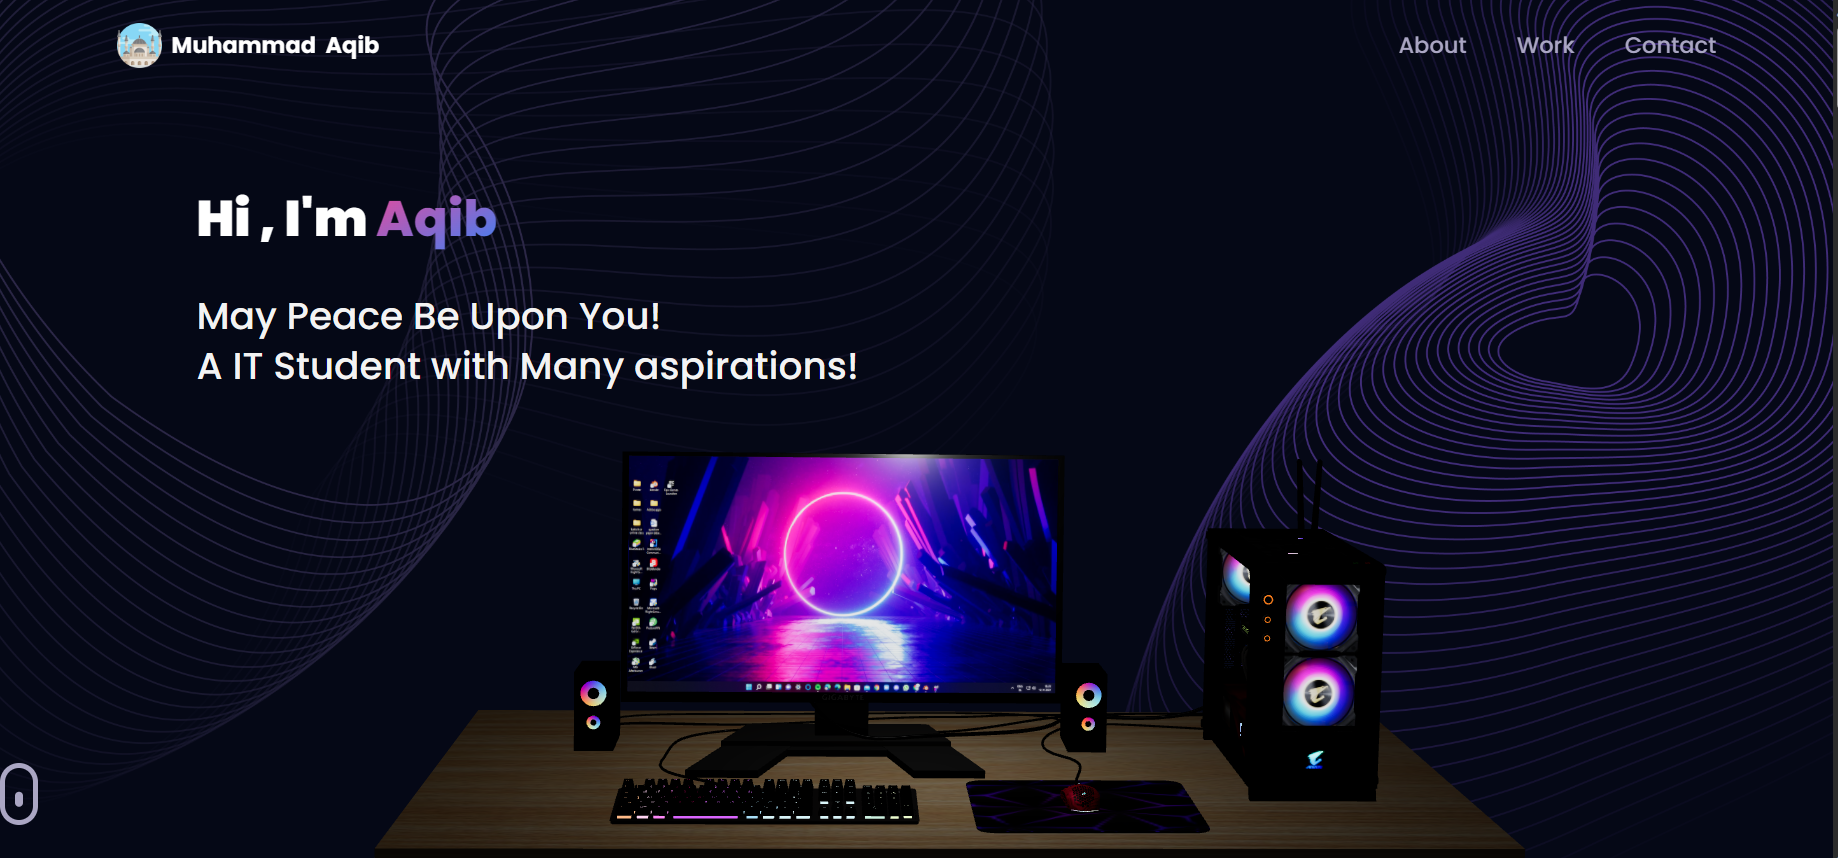 Muhammad Aqib
About
Work
Contact
Hi , I'm Aqib
May Peace Be Upon You!
A IT Student with Many aspirations!